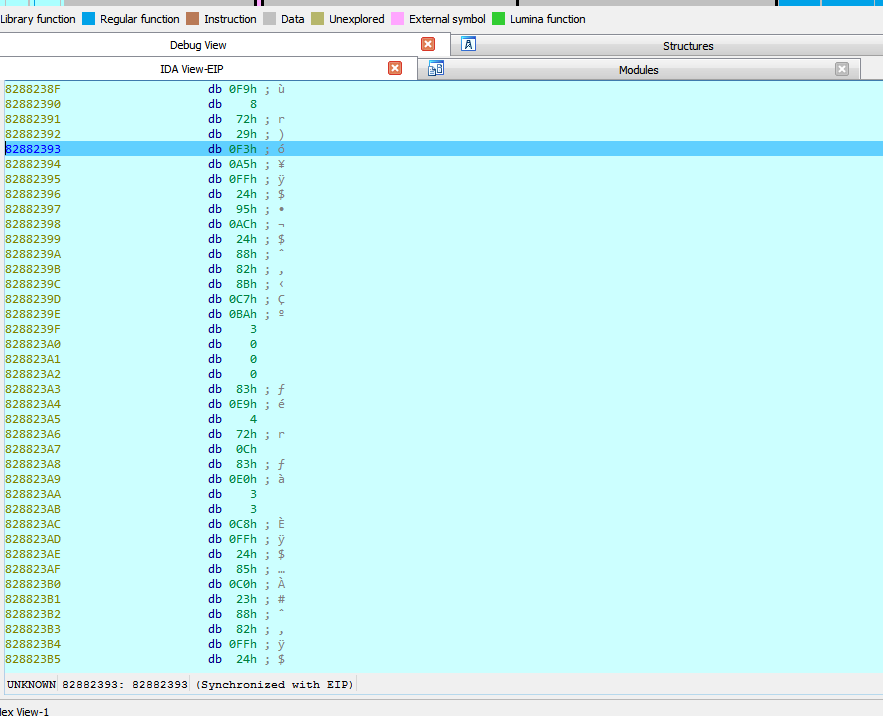 Library function Regular function Instruction Data Unexplored External symbol Lumina function
Debug View Structures
IDA View-EIP Modules
8288238F db 0F9h ; ù
82882390 db 8
82882391 db 72h ; r
82882392 db 29h ; )
82882393 db 0F3h ; ó
82882394 db 0A5h ; ¥
82882395 db 0FFh ; ÿ
82882396 db 24h ; $
82882397 db 95h ; •
82882398 db 0ACh ; ¬
82882399 db 24h ; $
8288239A db 88h ; ˆ
8288239B db 82h ; ‚
8288239C db 8Bh ; ‹
8288239D db 0C7h ; Ç
8288239E db 0BAh ; º
8288239F db 3
828823A0 db 0
828823A1 db 0
828823A2 db 0
828823A3 db 83h ; ƒ
828823A4 db 0E9h ; é
828823A5 db 4
828823A6 db 72h ; r
828823A7 db 0Ch
828823A8 db 83h ; ƒ
828823A9 db 0E0h ; à
828823AA db 3
828823AB db 3
828823AC db 0C8h ; È
828823AD db 0FFh ; ÿ
828823AE db 24h ; $
828823AF db 85h ; …
828823B0 db 0C0h ; À
828823B1 db 23h ; #
828823B2 db 88h ; ˆ
828823B3 db 82h ; ‚
828823B4 db 0FFh ; ÿ
828823B5 db 24h ; $
UNKNOWN 82882393: 82882393 (Synchronized with EIP)
lex View-1